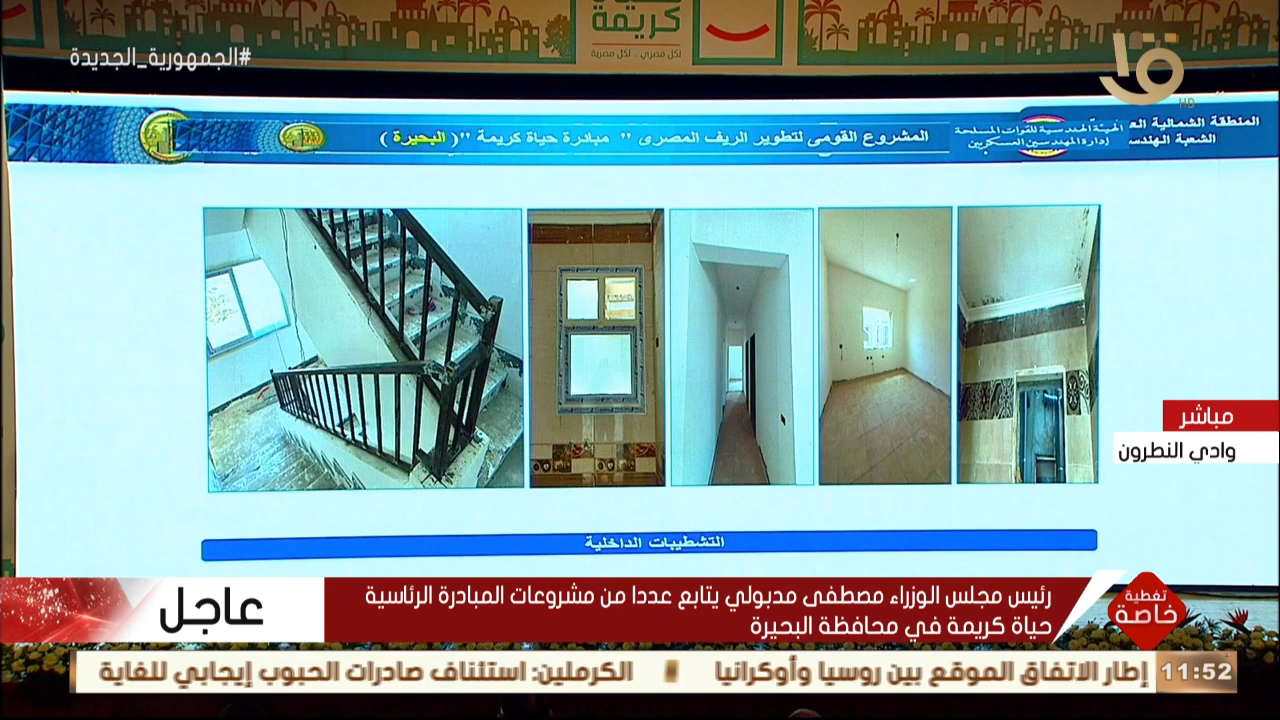 حياة
كريمة
لكل مصري .. لكل مصرية
#الجمهورية_الجديدة
HD
المنطقة الشمالية
الشعبة الهندسية
الهيئة الهندسية للقوات المسلحة
إدارة المهندسين العسكريين
المشروع القومى لتطوير الريف المصرى " مبادرة حياة كريمة " ( البحيرة )
مباشر
وادي النطرون
التشطيبات الداخلية
تغطية
خاصة
عاجل
رئيس مجلس الوزراء مصطفى مدبولي يتابع عددا من مشروعات المبادرة الرئاسية
حياة كريمة في محافظة البحيرة
11:52
إطار الاتفاق الموقع بين روسيا وأوكرانيا
الكرملين: استئناف صادرات الحبوب إيجابي للغاية